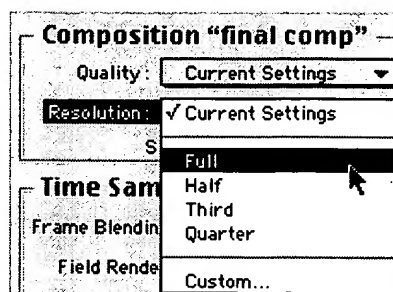 Composition “final comp”
Quality: Current Settings
Resolution: ✓ Current Settings
S
Full
Time Sam
Half
Third
Frame Blendin
Quarter
Field Rende
Custom...